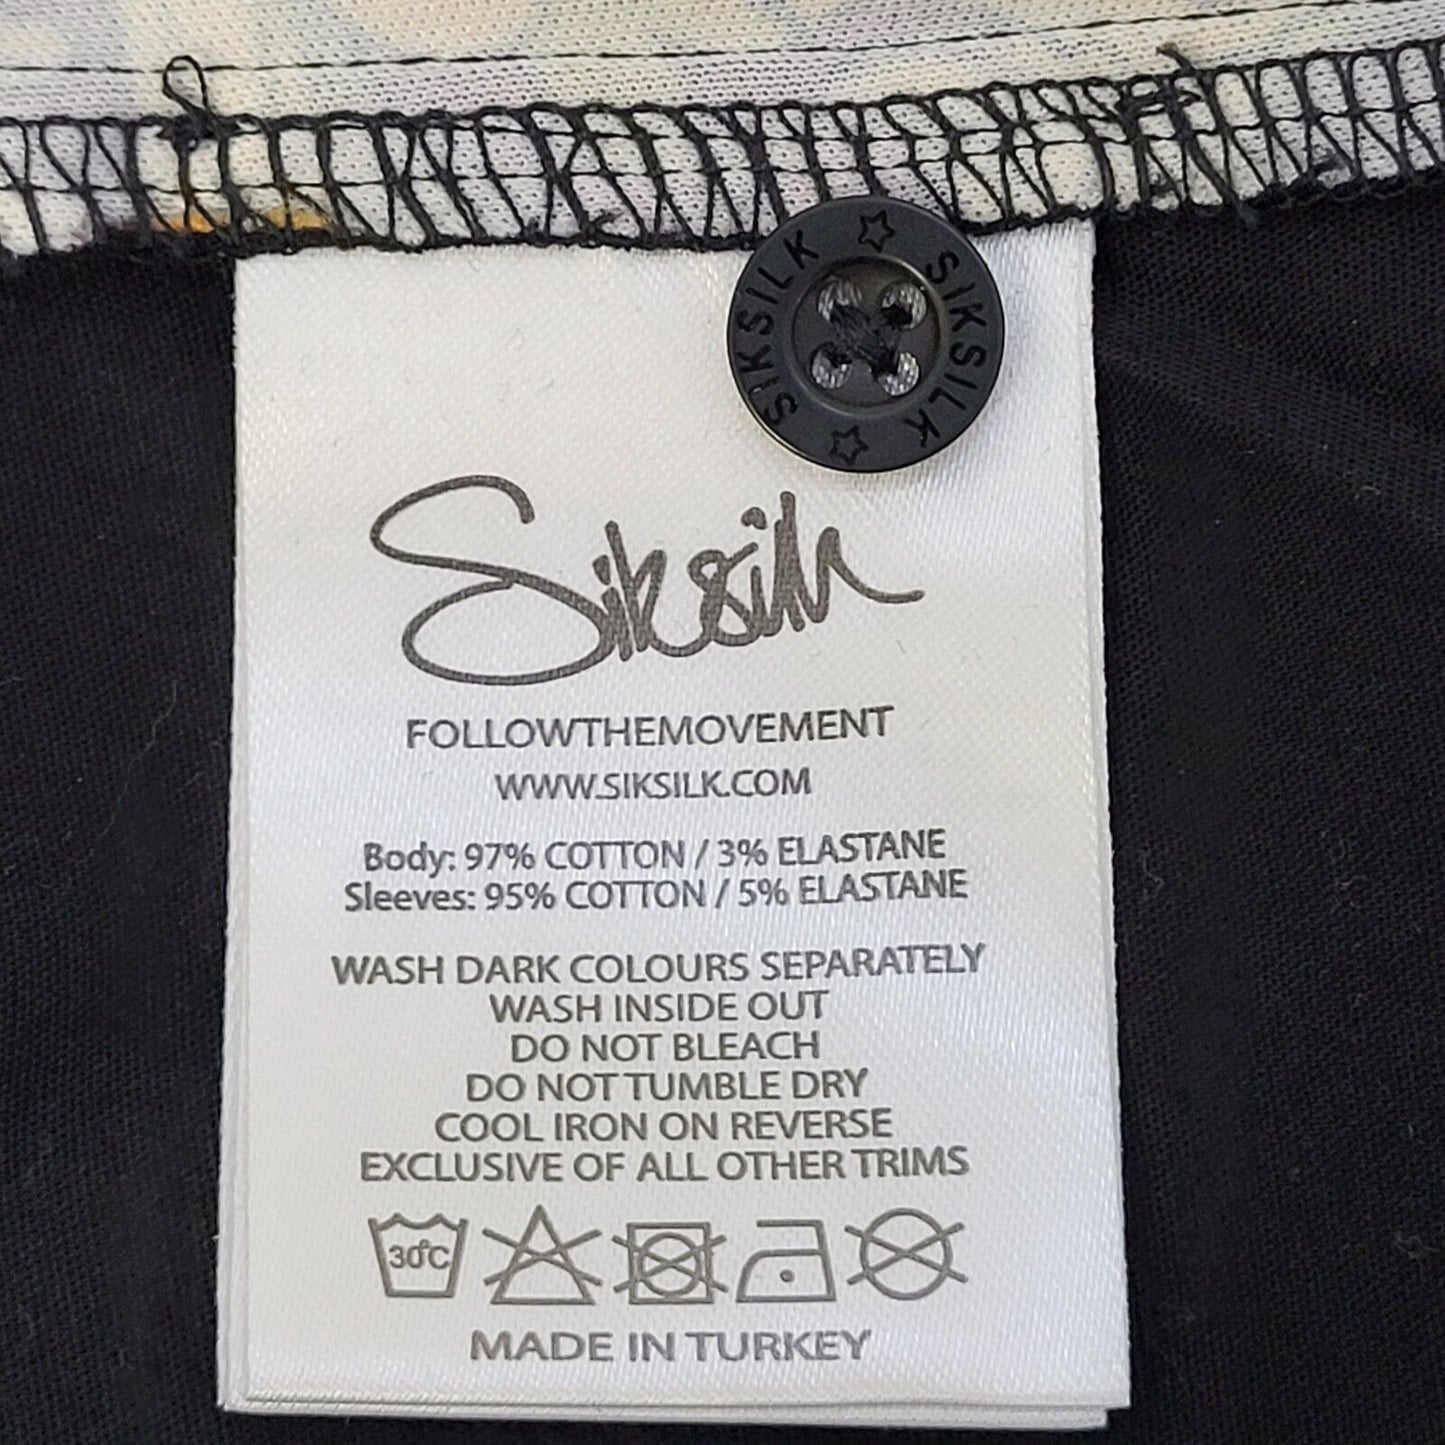 SIKSILK ☆ SIKSILK ☆
Siksilk
FOLLOWTHEMOVEMENT
WWW.SIKSILK.COM
Body: 97% COTTON / 3% ELASTANE
Sleeves: 95% COTTON / 5% ELASTANE
WASH DARK COLOURS SEPARATELY
WASH INSIDE OUT
DO NOT BLEACH
DO NOT TUMBLE DRY
COOL IRON ON REVERSE
EXCLUSIVE OF ALL OTHER TRIMS
30°C
MADE IN TURKEY